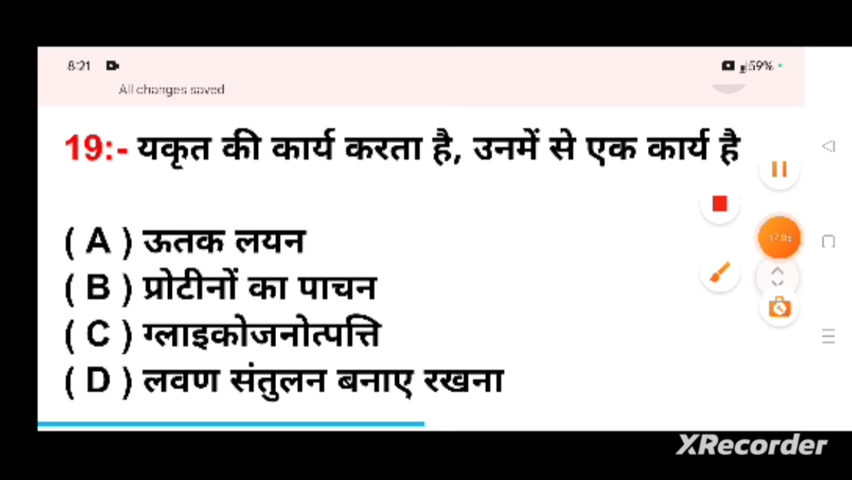 8:21
59%
All changes saved
19:- यकृत की कार्य करता है, उनमें से एक कार्य है
( A ) ऊतक लयन
( B ) प्रोटीनों का पाचन
( C ) ग्लाइकोजनोत्पत्ति
( D ) लवण संतुलन बनाए रखना
XRecorder